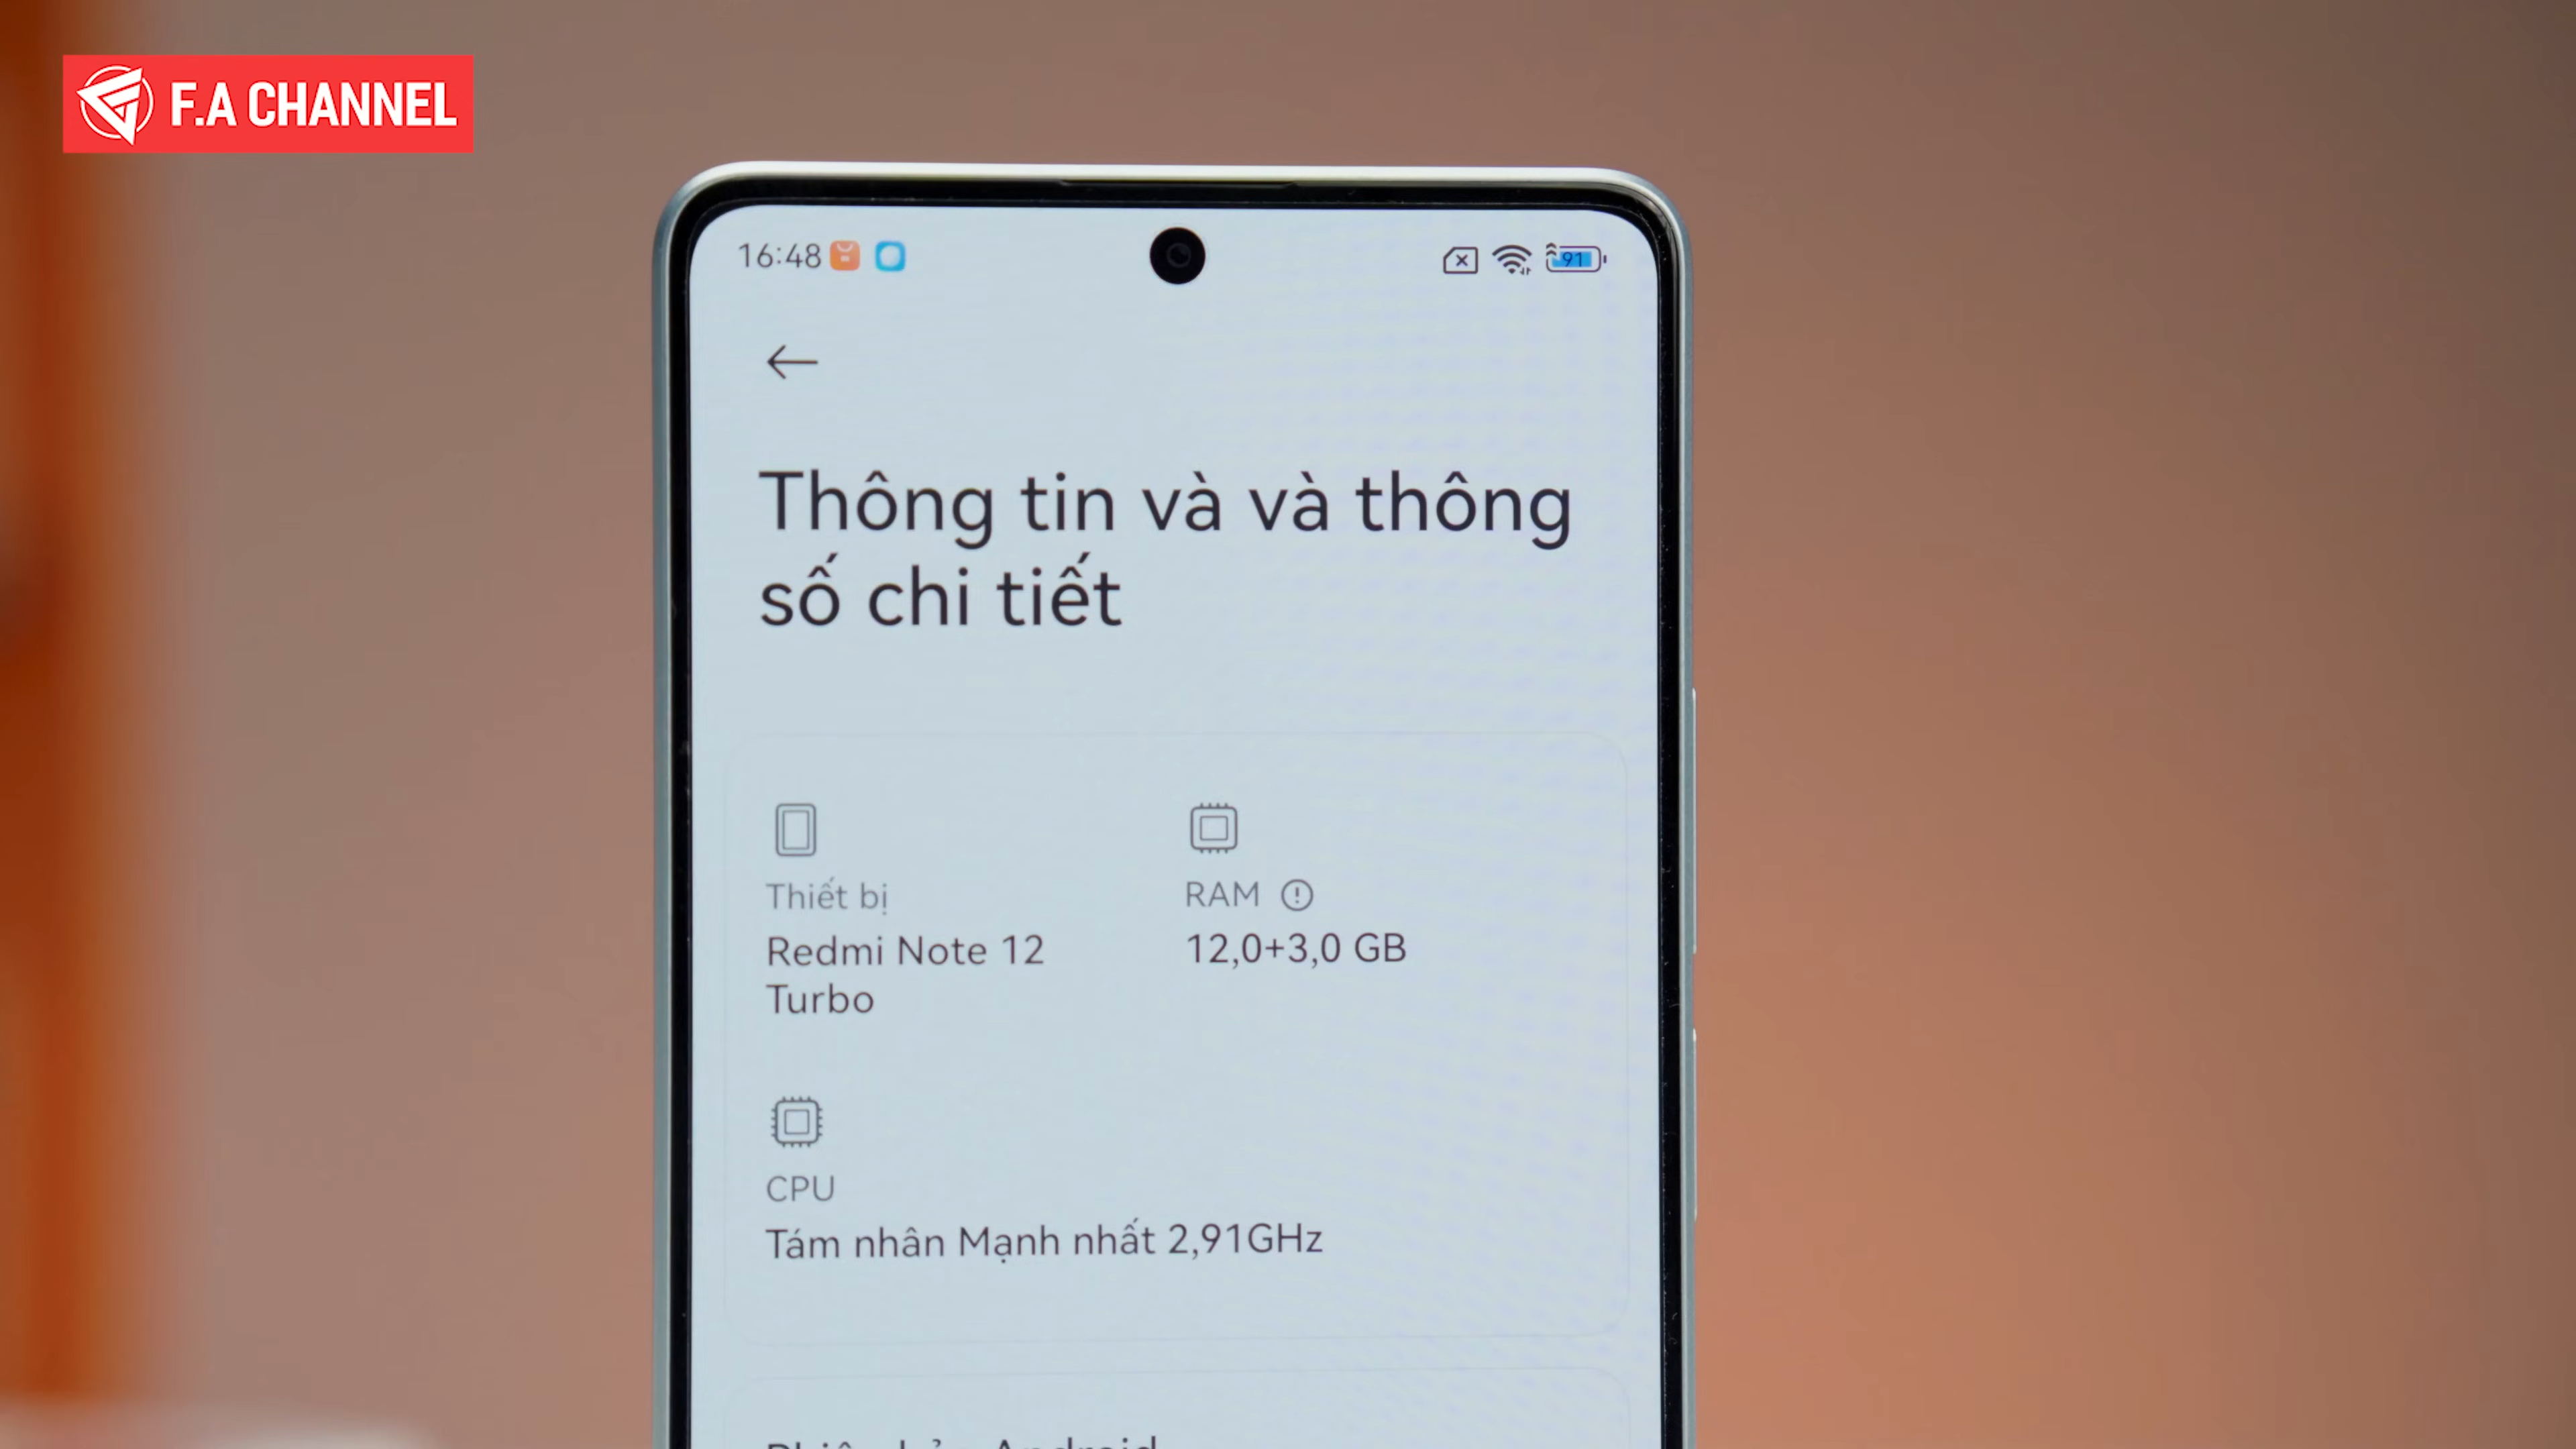 F.A CHANNEL
16:48
91
Thông tin và và thông
số chi tiết
Thiết bị
Redmi Note 12
Turbo
RAM
12,0+3,0 GB
CPU
Tám nhân Mạnh nhất 2,91GHz
Android